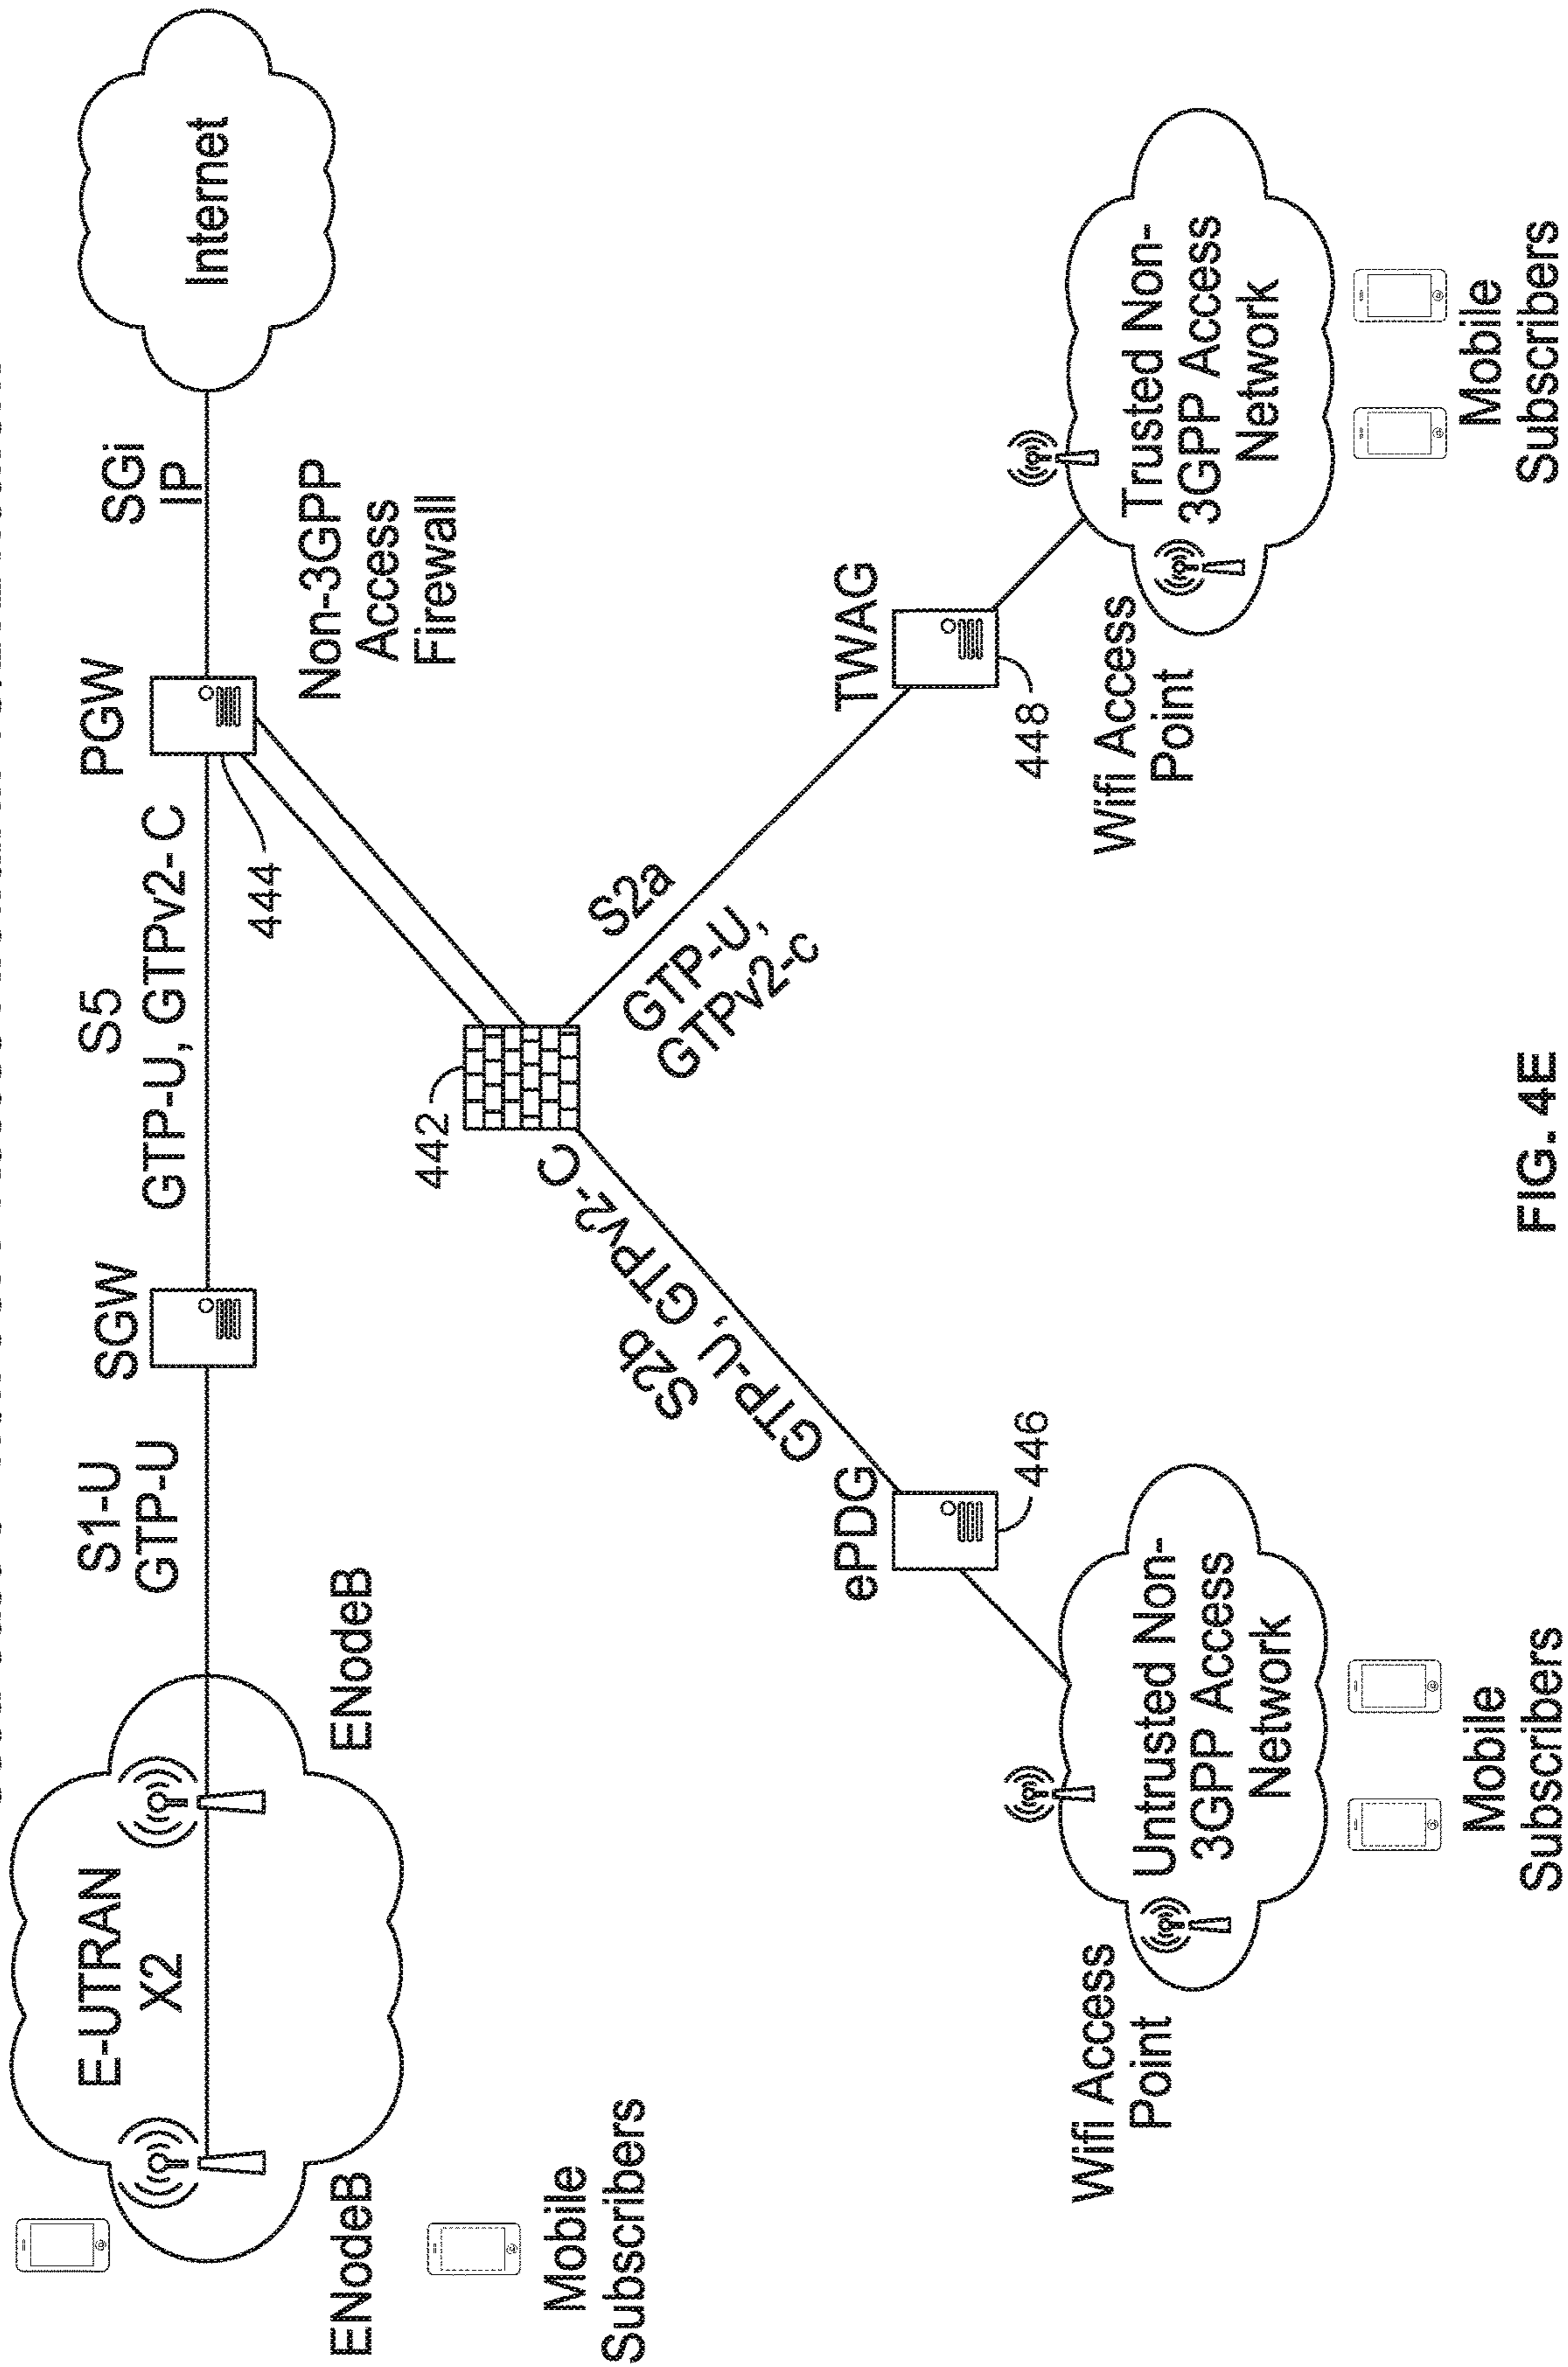 E-UTRAN
X2
ENodeB
ENodeB
Mobile
Subscribers
S1-U
GTP-U
SGW
S5
GTP-U, GTPv2- C
PGW
444
SGi
IP
Internet
Non-3GPP
Access
Firewall
442
S2b
GTP-U, GTPv2-C
S2a
GTP-U,
GTPv2-c
ePDG
446
TWAG
448
Wifi Access
Point
Untrusted Non-
3GPP Access
Network
Mobile
Subscribers
Wifi Access
Point
Trusted Non-
3GPP Access
Network
Mobile
Subscribers
FIG. 4E